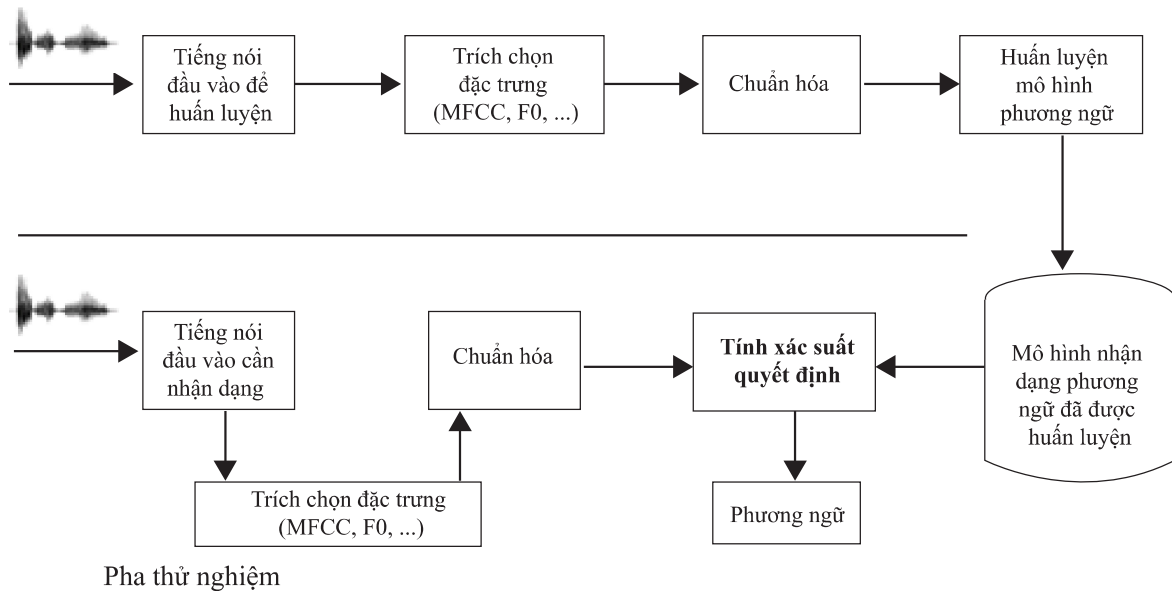 Tiếng nói
đầu vào để
huấn luyện
Trích chọn
đặc trưng
(MFCC, F0, ...)
Chuẩn hóa
Huấn luyện
mô hình
phương ngữ
Tiếng nói
đầu vào cần
nhận dạng
Trích chọn đặc trưng
(MFCC, F0, ...)
Chuẩn hóa
Tính xác suất
quyết định
Mô hình nhận
dạng phương
ngữ đã được
huấn luyện
Phương ngữ
Pha thử nghiệm